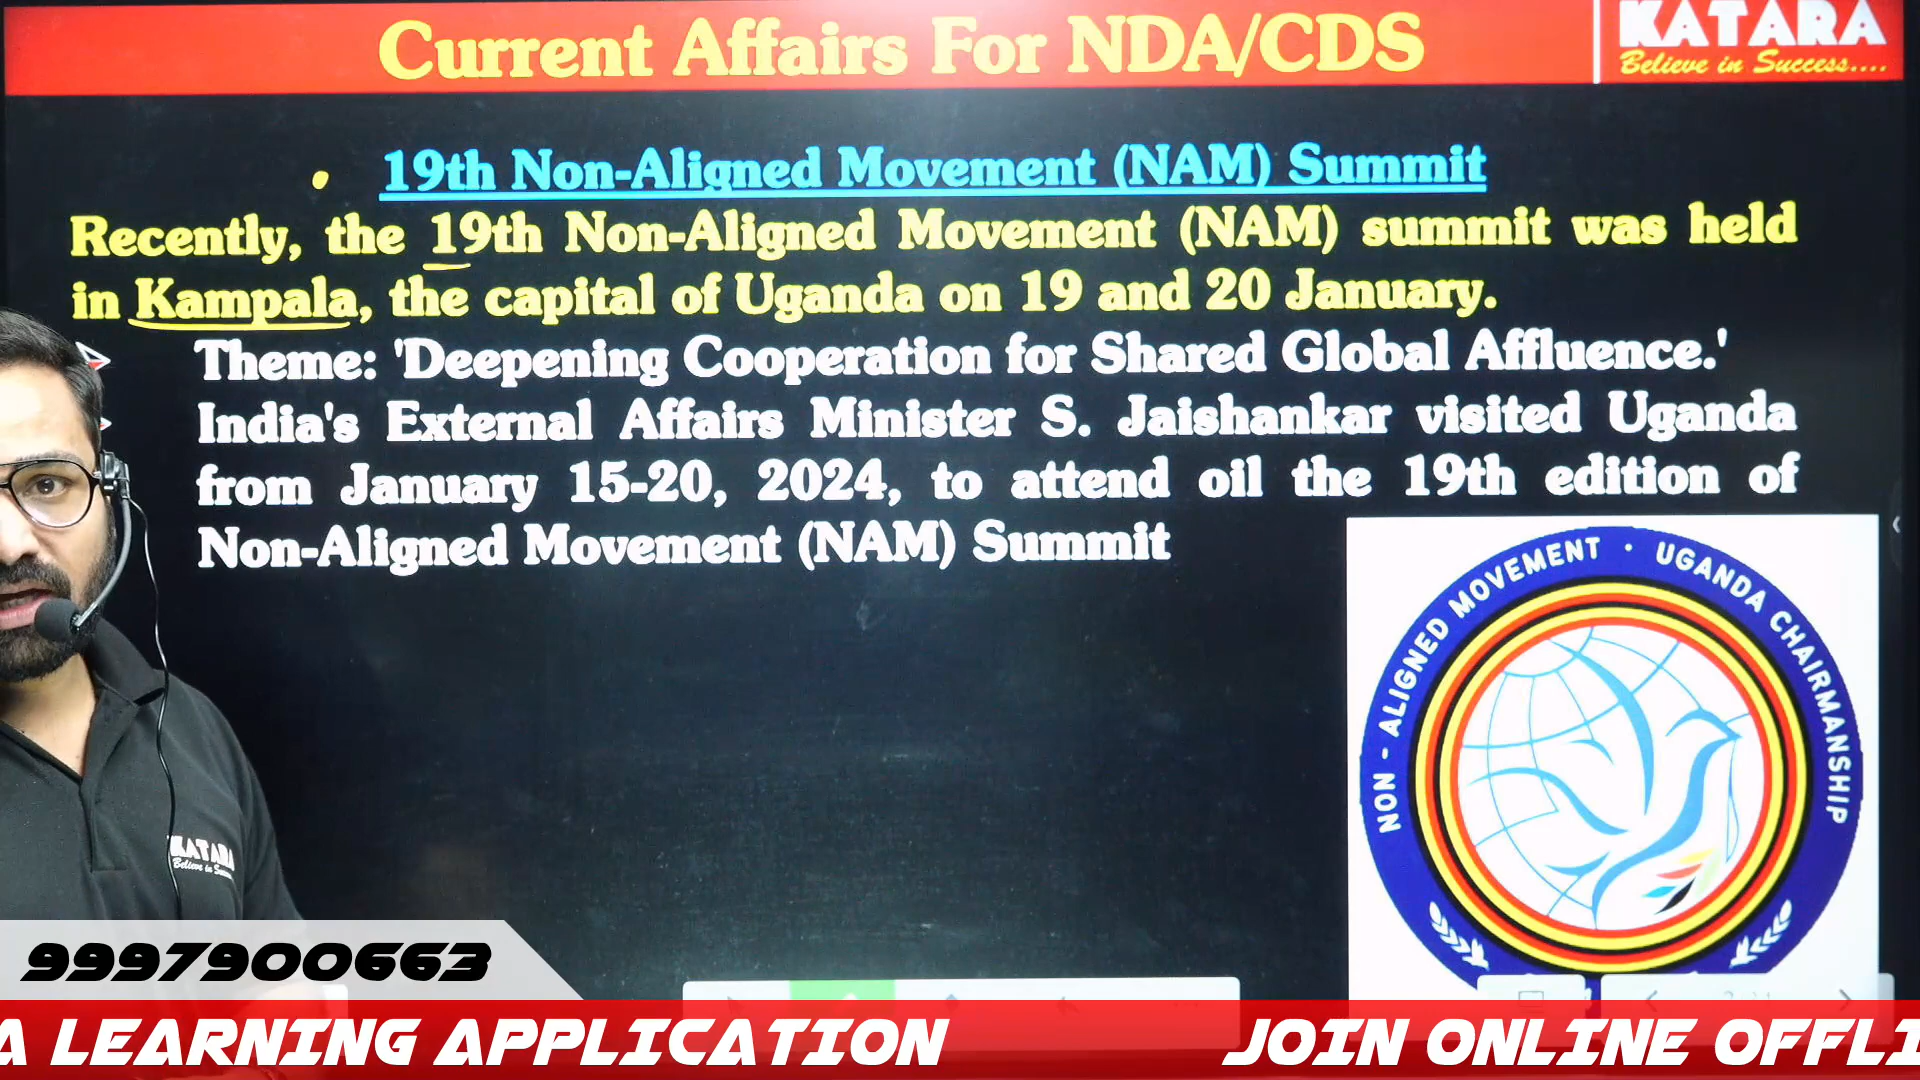 Current Affairs For NDA/CDS
KATARA
Believe in Success....
19th Non-Aligned Movement (NAM) Summit
Recently, the 19th Non-Aligned Movement (NAM) summit was held
in Kampala, the capital of Uganda on 19 and 20 January.
Theme: 'Deepening Cooperation for Shared Global Affluence.'
India's External Affairs Minister S. Jaishankar visited Uganda
from January 15-20, 2024, to attend oil the 19th edition of
Non-Aligned Movement (NAM) Summit
NON - ALIGNED MOVEMENT · UGANDA CHAIRMANSHIP
KATARA
Believe in
9997900663
A LEARNING APPLICATION
JOIN ONLINE OFFLI